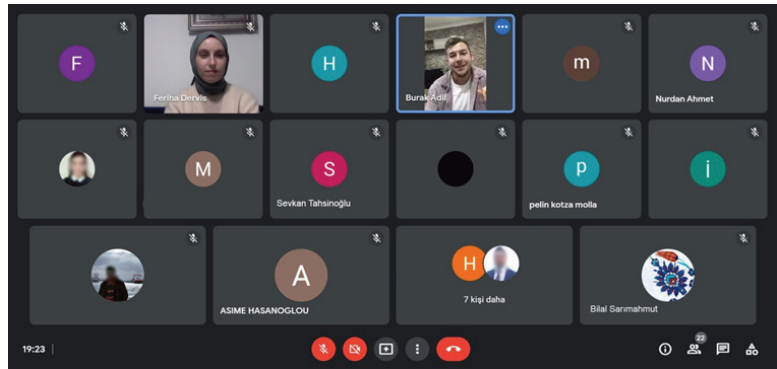 F
Feriha Dervis
H
Burak Adil
m
N
Nurdan Ahmet
M
S
Sevkan Tahsinoğlu
p
pelin kotza molla
i
A
ASIME HASANOGLOU
H
7 kişi daha
Bilal Sarımahmut
19:23
22